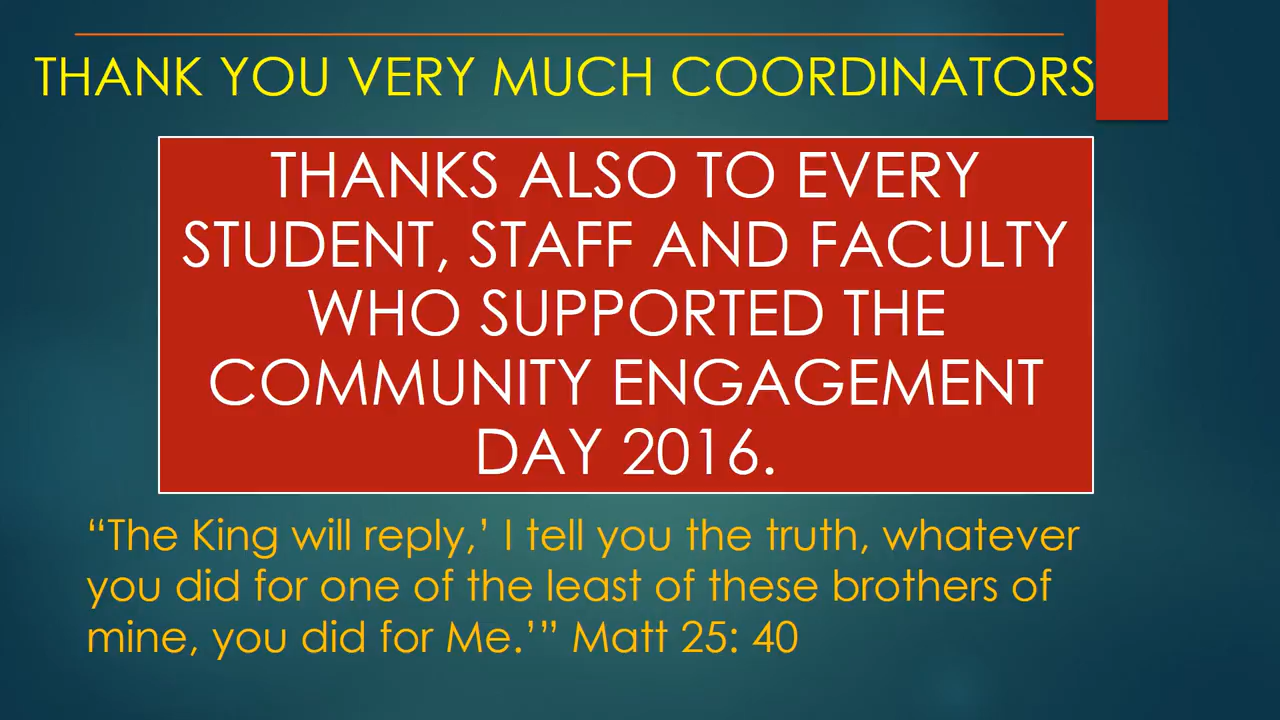 THANK YOU VERY MUCH COORDINATORS
THANKS ALSO TO EVERY
STUDENT, STAFF AND FACULTY
WHO SUPPORTED THE
COMMUNITY ENGAGEMENT
DAY 2016.
“The King will reply,’ I tell you the truth, whatever
you did for one of the least of these brothers of
mine, you did for Me.’” Matt 25: 40